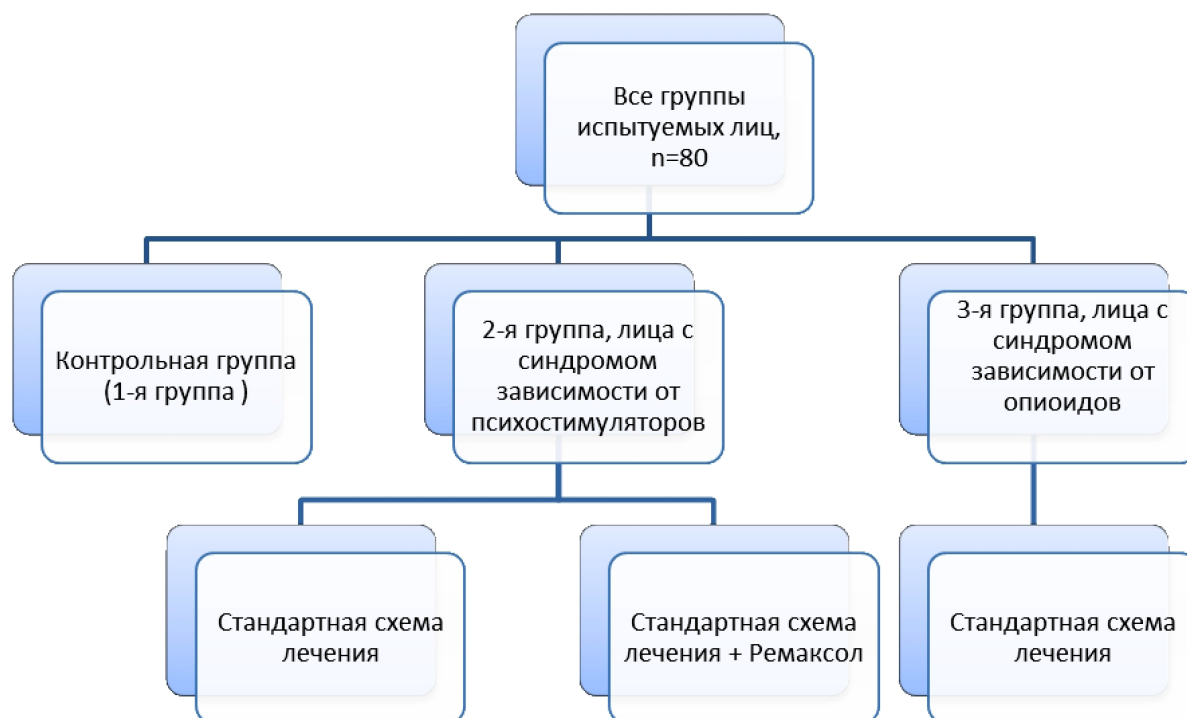 Все группы
испытуемых лиц,
n=80
Контрольная группа
(1-я группа )
2-я группа, лица с
синдромом
зависимости от
психостимуляторов
3-я группа, лица с
синдромом
зависимости от
опиоидов
Стандартная схема
лечения
Стандартная схема
лечения + Ремаксол
Стандартная схема
лечения